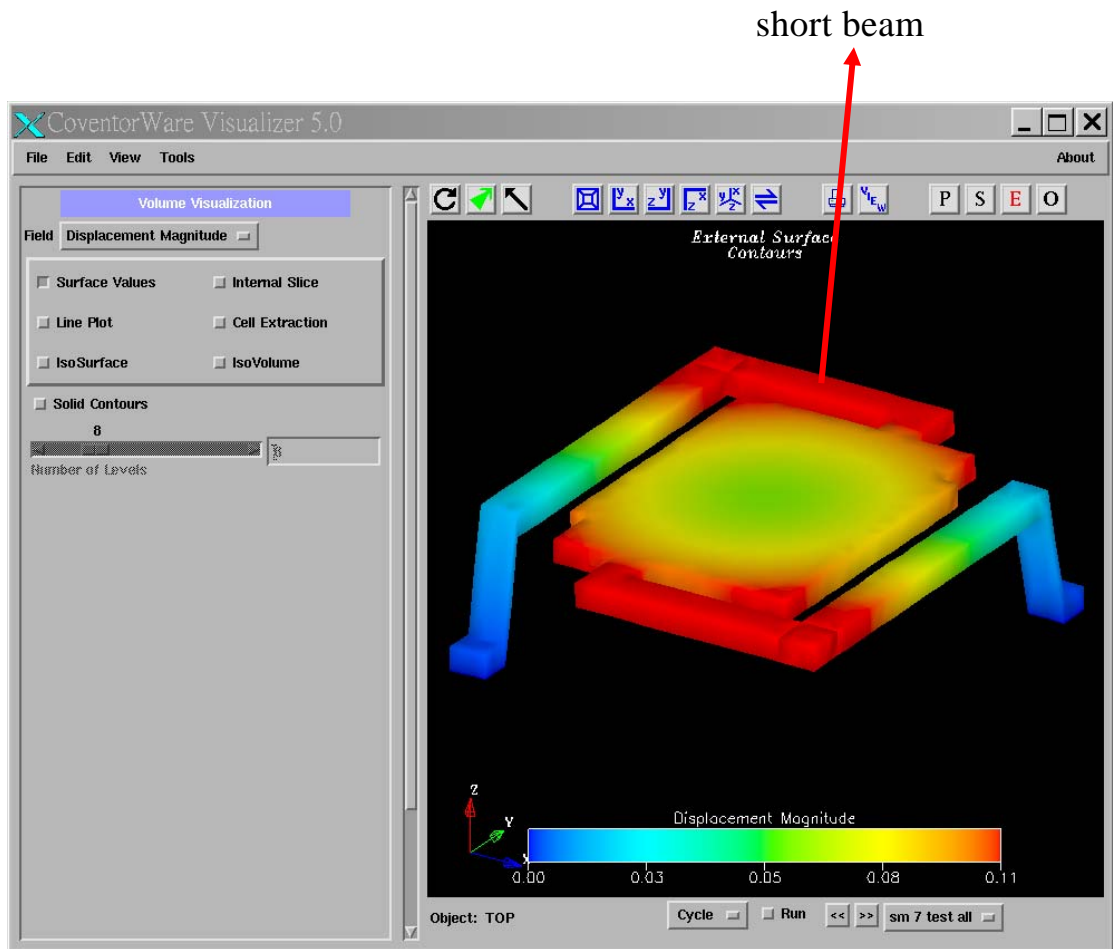 short beam
CoventorWare Visualizer 5.0
File Edit View Tools About
Volume Visualization
Field Displacement Magnitude
Surface Values Internal Slice
Line Plot Cell Extraction
IsoSurface IsoVolume
Solid Contours
8
8
Number of Levels
y x z y z x y x z VIEW P S E O
External Surface
Contours
Z
Y
X
Displacement Magnitude
0.00 0.03 0.05 0.08 0.11
Object: TOP Cycle Run << >> sm 7 test all